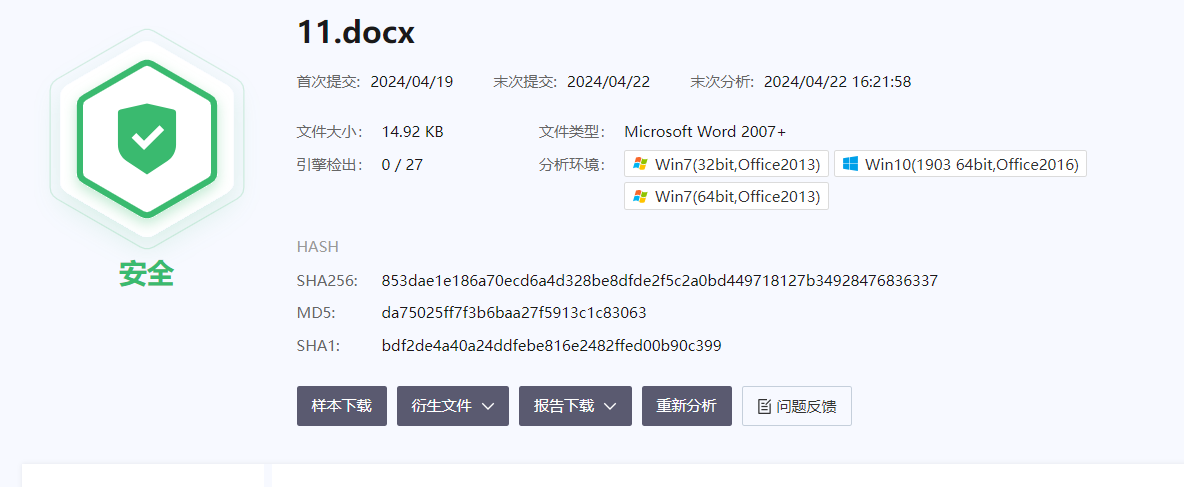 11.docx
首次提交: 2024/04/19 末次提交: 2024/04/22 末次分析: 2024/04/22 16:21:58
文件大小: 14.92 KB 文件类型: Microsoft Word 2007+
引擎检出: 0 / 27 分析环境: Win7(32bit,Office2013) Win10(1903 64bit,Office2016)
Win7(64bit,Office2013)
HASH
安全
SHA256: 853dae1e186a70ecd6a4d328be8dfde2f5c2a0bd449718127b34928476836337
MD5: da75025ff7f3b6baa27f5913c1c83063
SHA1: bdf2de4a40a24ddfebe816e2482ffed00b90c399
样本下载 衍生文件 报告下载 重新分析 问题反馈